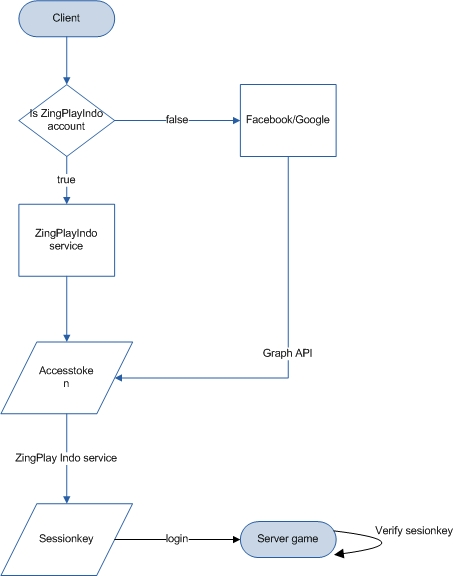 Client
Is ZingPlayIndo
account
false
Facebook/Google
true
ZingPlayIndo
service
Graph API
Accesstoke
n
ZingPlay Indo service
Sessionkey
login
Server game
Verify sesionkey